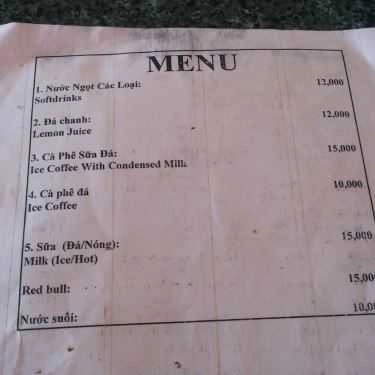 MENU
1. Nước Ngọt Các Loại: 12,000
Softdrinks
2. Đá chanh: 12,000
Lemon Juice
3. Cà Phê Sữa Đá: 15,000
Ice Coffee With Condensed Milk
4. Cà phê đá 10,000
Ice Coffee
5. Sữa (Đá/Nóng): 15,000
Milk (Ice/Hot)
Red bull: 15,000
Nước suối: 10,00